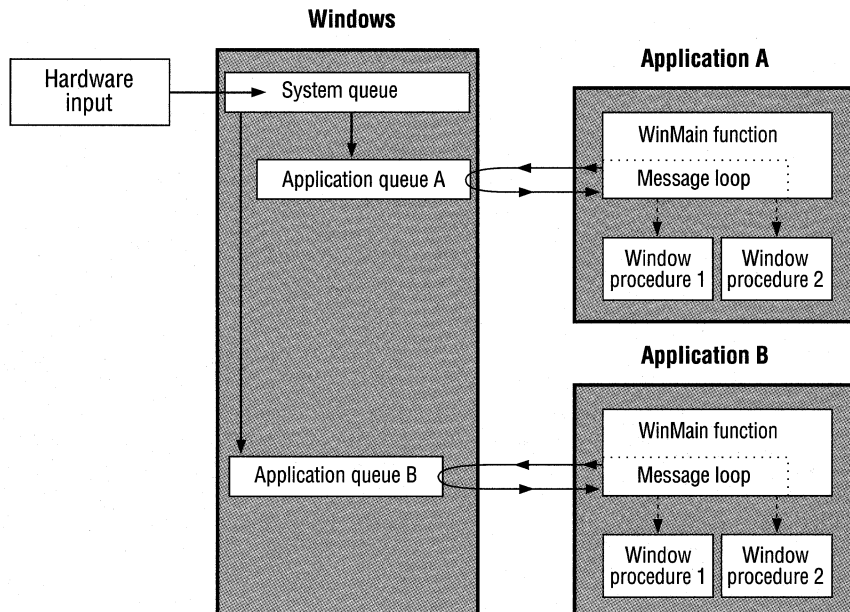 Windows
Hardware
input
System queue
Application queue A
Application queue B
Application A
WinMain function
Message loop
Window
procedure 1
Window
procedure 2
Application B
WinMain function
Message loop
Window
procedure 1
Window
procedure 2